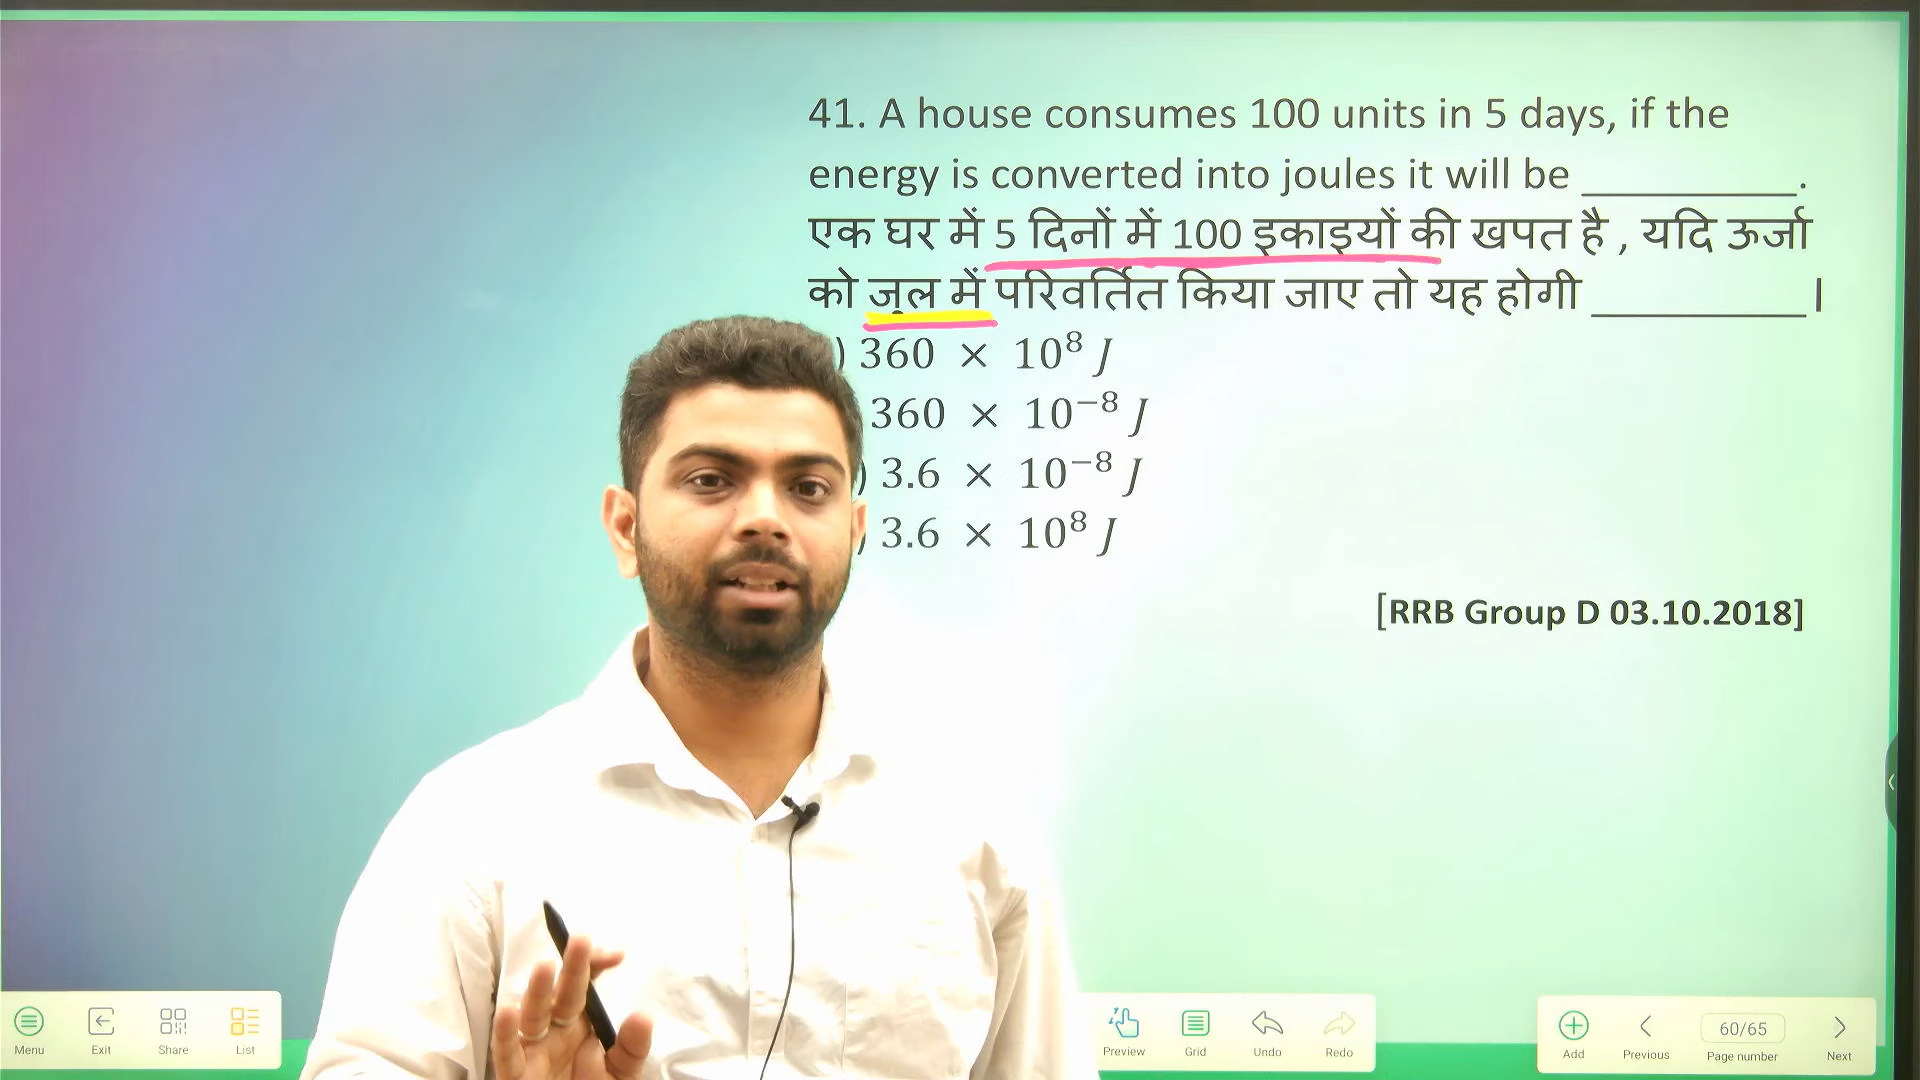 41. A house consumes 100 units in 5 days, if the
energy is converted into joules it will be __________.
एक घर में 5 दिनों में 100 इकाइयों की खपत है , यदि ऊर्जा
को जूल में परिवर्तित किया जाए तो यह होगी __________।
) 360 × 10⁸ J
360 × 10⁻⁸ J
) 3.6 × 10⁻⁸ J
) 3.6 × 10⁸ J
[RRB Group D 03.10.2018]
Menu Exit Share List Preview Grid Undo Redo Add Previous 60/65 Page number Next